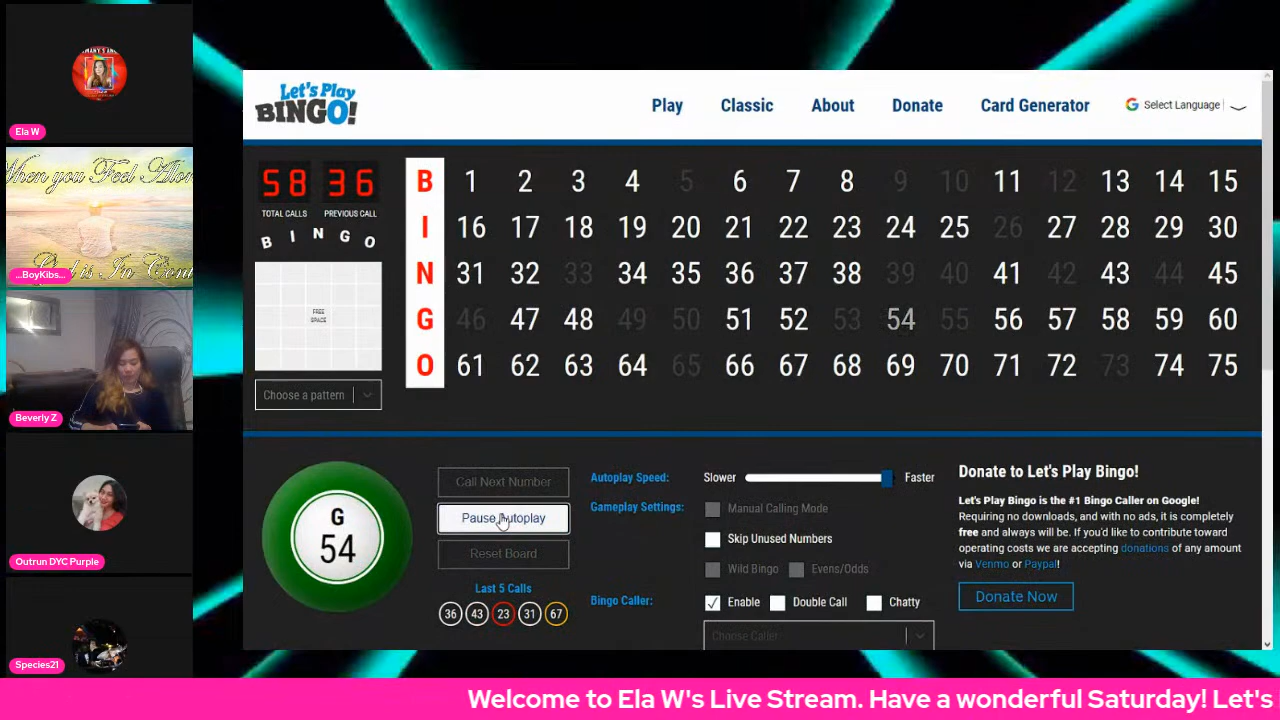 Ela W
When you Feel Alon
God is In Cont
...BoyKibs...
Beverly Z
Outrun DYC Purple
Species21
Let's Play
BINGO!
Play Classic About Donate Card Generator
Select Language
58 36
TOTAL CALLS PREVIOUS CALL
B I N G O
FREE
SPACE
Choose a pattern
B 1 2 3 4 5 6 7 8 9 10 11 12 13 14 15
I 16 17 18 19 20 21 22 23 24 25 26 27 28 29 30
N 31 32 33 34 35 36 37 38 39 40 41 42 43 44 45
G 46 47 48 49 50 51 52 53 54 55 56 57 58 59 60
O 61 62 63 64 65 66 67 68 69 70 71 72 73 74 75
G
54
Call Next Number
Pause Autoplay
Reset Board
Last 5 Calls
36 43 23 31 67
Autoplay Speed: Slower Faster
Gameplay Settings: Manual Calling Mode
Skip Unused Numbers
Wild Bingo Evens/Odds
Bingo Caller: Enable Double Call Chatty
Choose Caller
Donate to Let's Play Bingo!
Let's Play Bingo is the #1 Bingo Caller on Google!
Requiring no downloads, and with no ads, it is completely
free and always will be. If you'd like to contribute toward
operating costs we are accepting donations of any amount
via Venmo or Paypal!
Donate Now
Welcome to Ela W's Live Stream. Have a wonderful Saturday! Let's